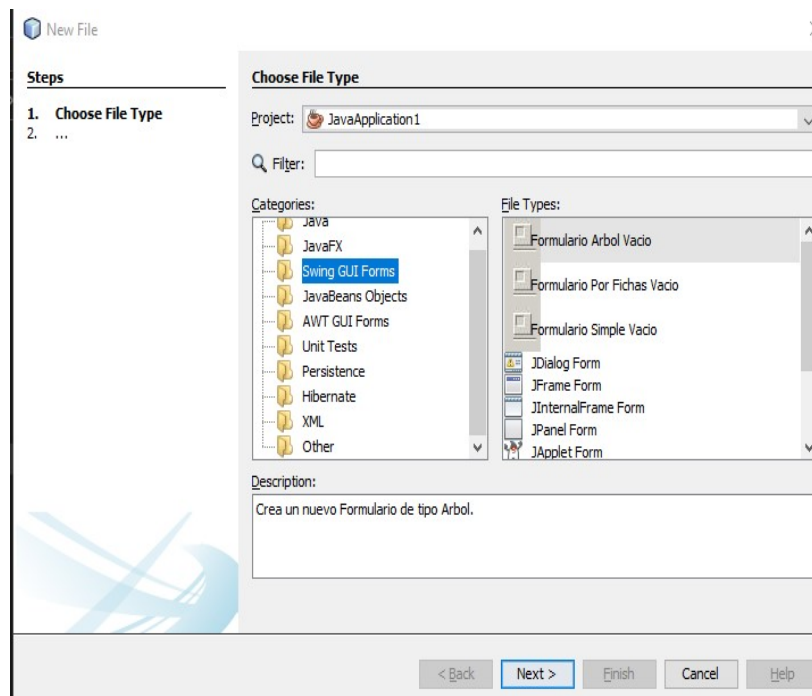 New File
Steps
1. Choose File Type
2. ...
Choose File Type
Project: JavaApplication1
Filter:
Categories:
Java
JavaFX
Swing GUI Forms
JavaBeans Objects
AWT GUI Forms
Unit Tests
Persistence
Hibernate
XML
Other
File Types:
Formulario Arbol Vacio
Formulario Por Fichas Vacio
Formulario Simple Vacio
JDialog Form
JFrame Form
JInternalFrame Form
JPanel Form
JApplet Form
Description:
Crea un nuevo Formulario de tipo Arbol.
< Back
Next >
Finish
Cancel
Help